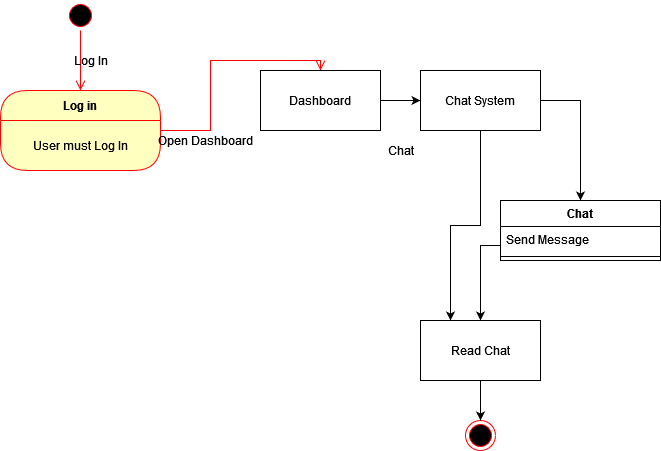 Log In
Log in
User must Log In
Open Dashboard
Dashboard
Chat
Chat System
Chat
Send Message
Read Chat